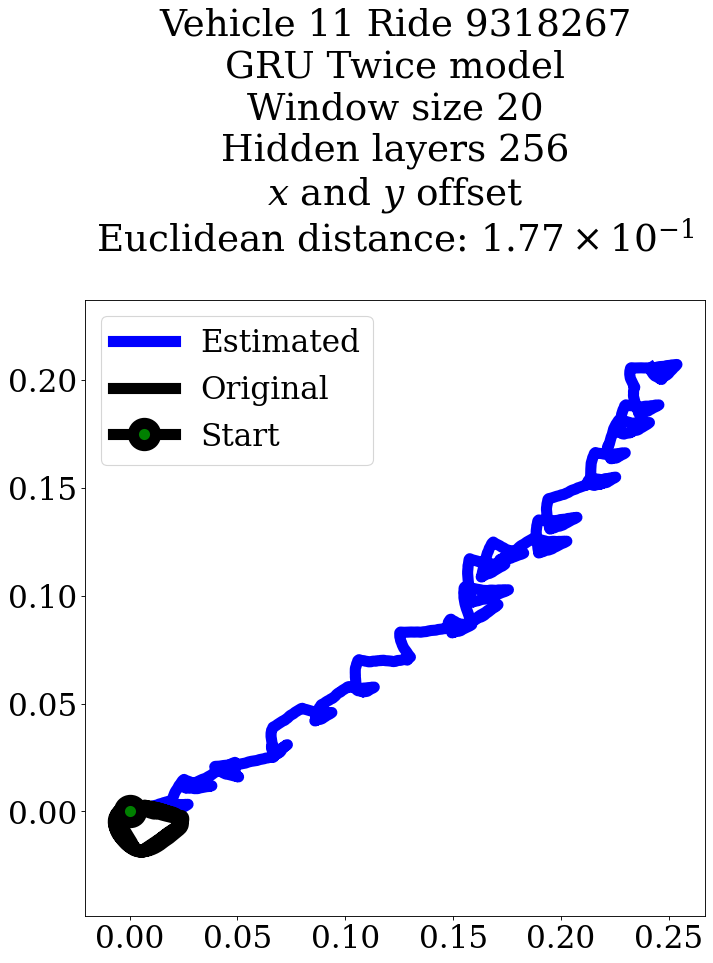 Vehicle 11 Ride 9318267
GRU Twice model
Window size 20
Hidden layers 256
x and y offset
Euclidean distance: 1.77 × 10⁻¹
Estimated
Original
Start
0.20
0.15
0.10
0.05
0.00
0.00 0.05 0.10 0.15 0.20 0.25